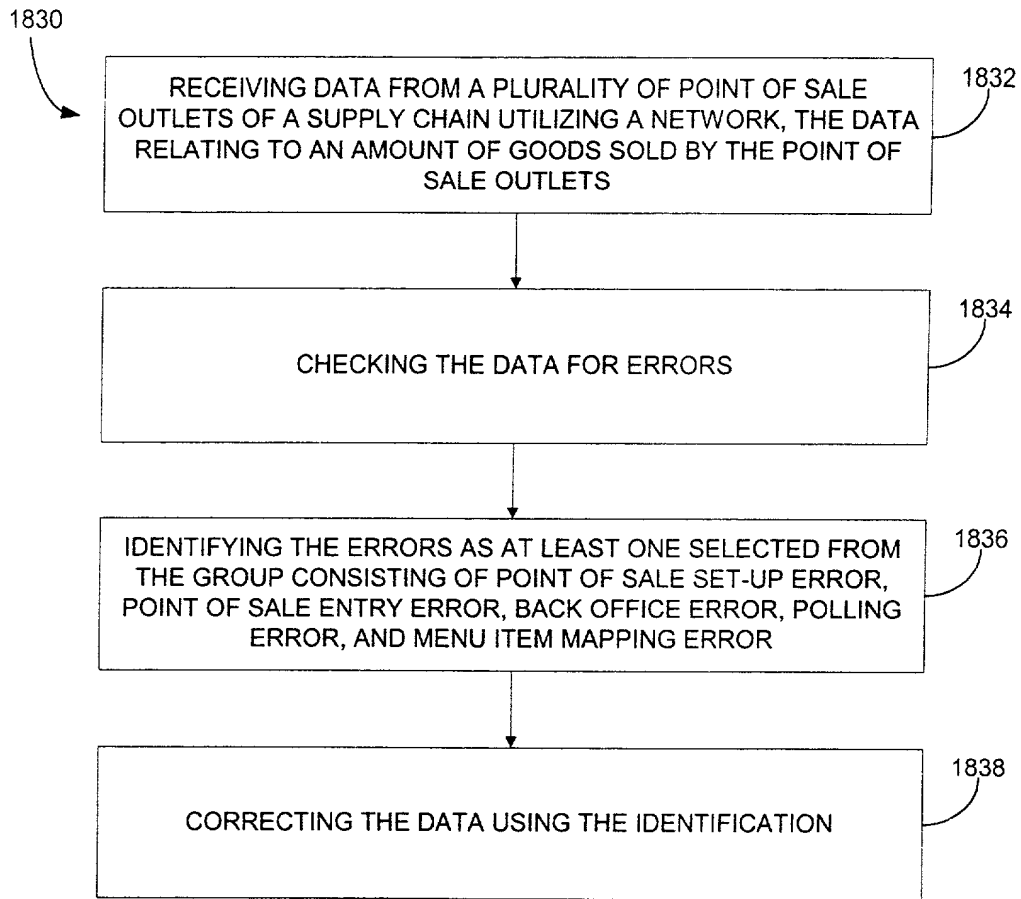 1830
1832
RECEIVING DATA FROM A PLURALITY OF POINT OF SALE
OUTLETS OF A SUPPLY CHAIN UTILIZING A NETWORK, THE DATA
RELATING TO AN AMOUNT OF GOODS SOLD BY THE POINT OF
SALE OUTLETS
1834
CHECKING THE DATA FOR ERRORS
1836
IDENTIFYING THE ERRORS AS AT LEAST ONE SELECTED FROM
THE GROUP CONSISTING OF POINT OF SALE SET-UP ERROR,
POINT OF SALE ENTRY ERROR, BACK OFFICE ERROR, POLLING
ERROR, AND MENU ITEM MAPPING ERROR
1838
CORRECTING THE DATA USING THE IDENTIFICATION